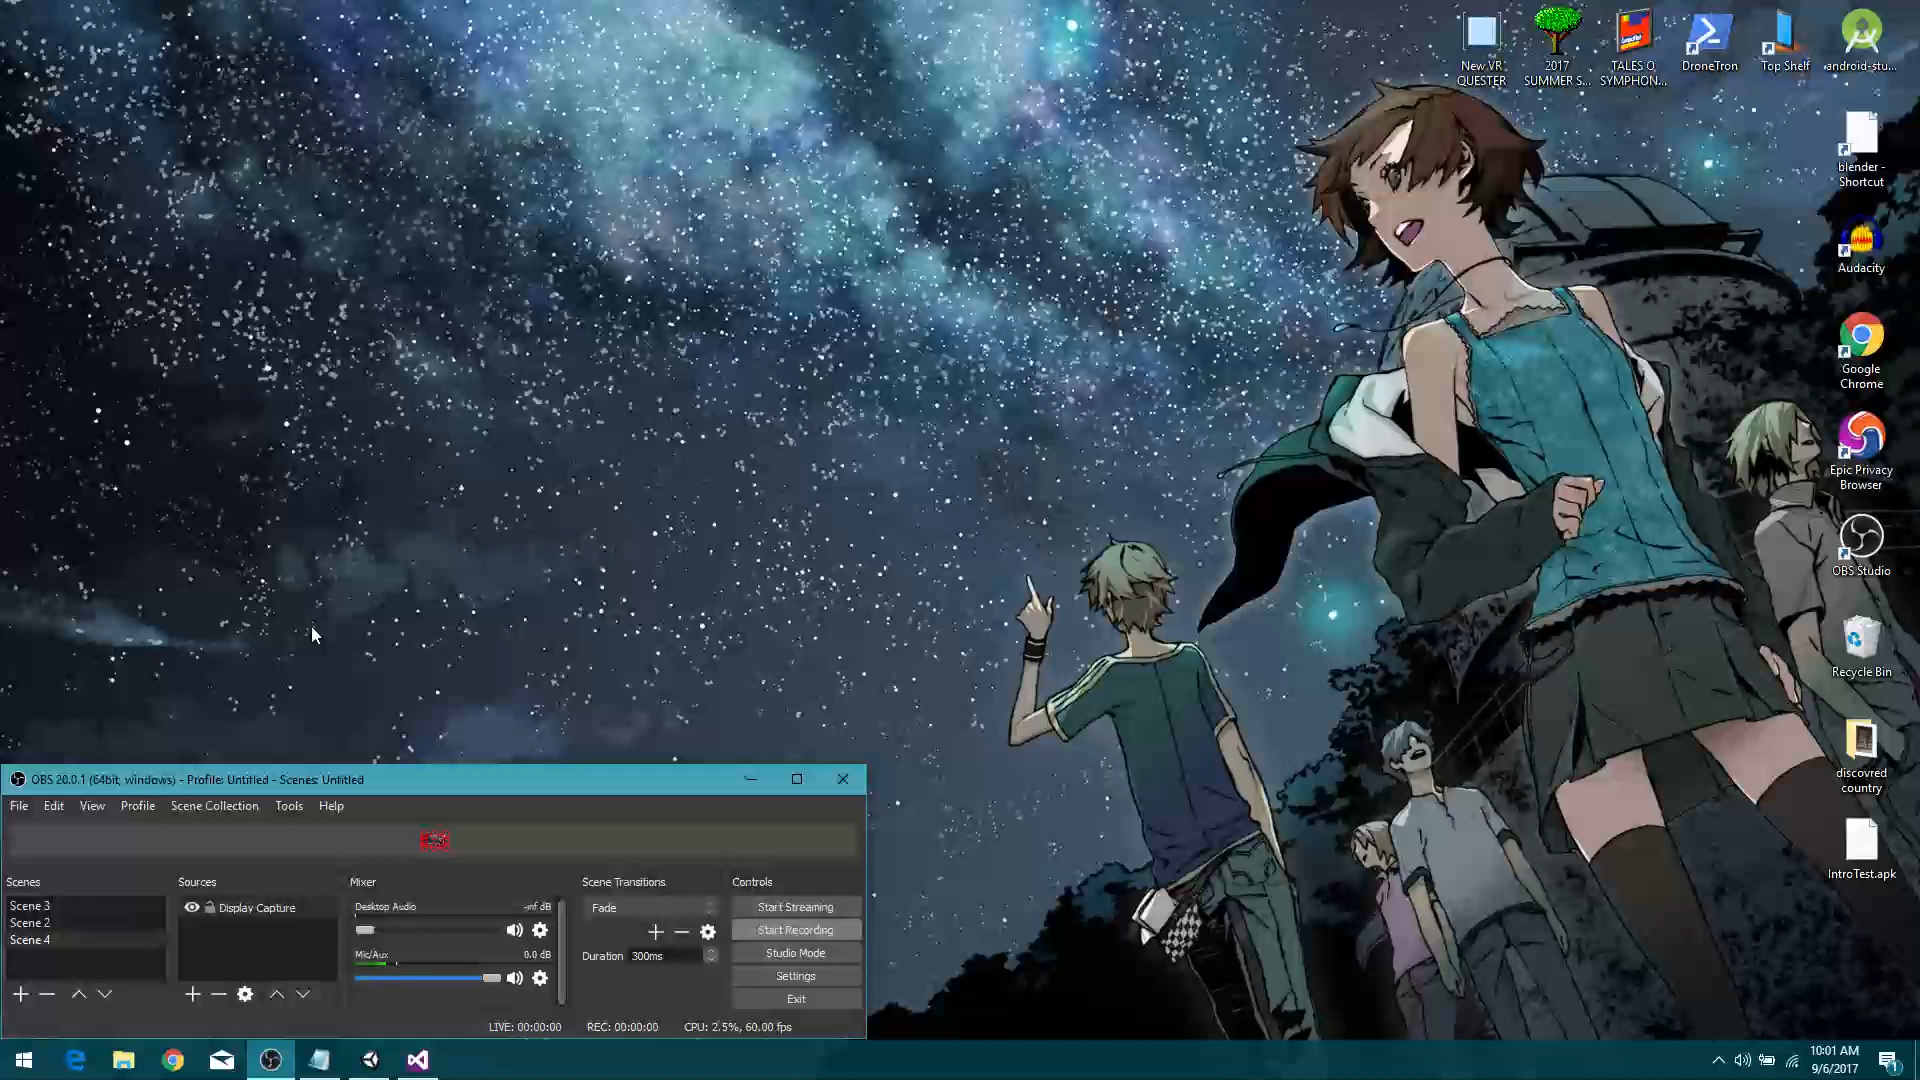 New VR
QUESTER
2017
SUMMER S...
TALES O
SYMPHON...
DroneTron
Top Shelf
android-stu...
blender -
Shortcut
Audacity
Google
Chrome
Epic Privacy
Browser
OBS Studio
Recycle Bin
discovred
country
IntroTest.apk
OBS 20.0.1 (64bit, windows) - Profile: Untitled - Scenes: Untitled
File Edit View Profile Scene Collection Tools Help
Scenes
Scene 3
Scene 2
Scene 4
Sources
Display Capture
Mixer
Desktop Audio -inf dB
Mic/Aux 0.0 dB
Scene Transitions
Fade
Duration 300ms
Controls
Start Streaming
Start Recording
Studio Mode
Settings
Exit
LIVE: 00:00:00 REC: 00:00:00 CPU: 2.5%, 60.00 fps
10:01 AM
9/6/2017
1